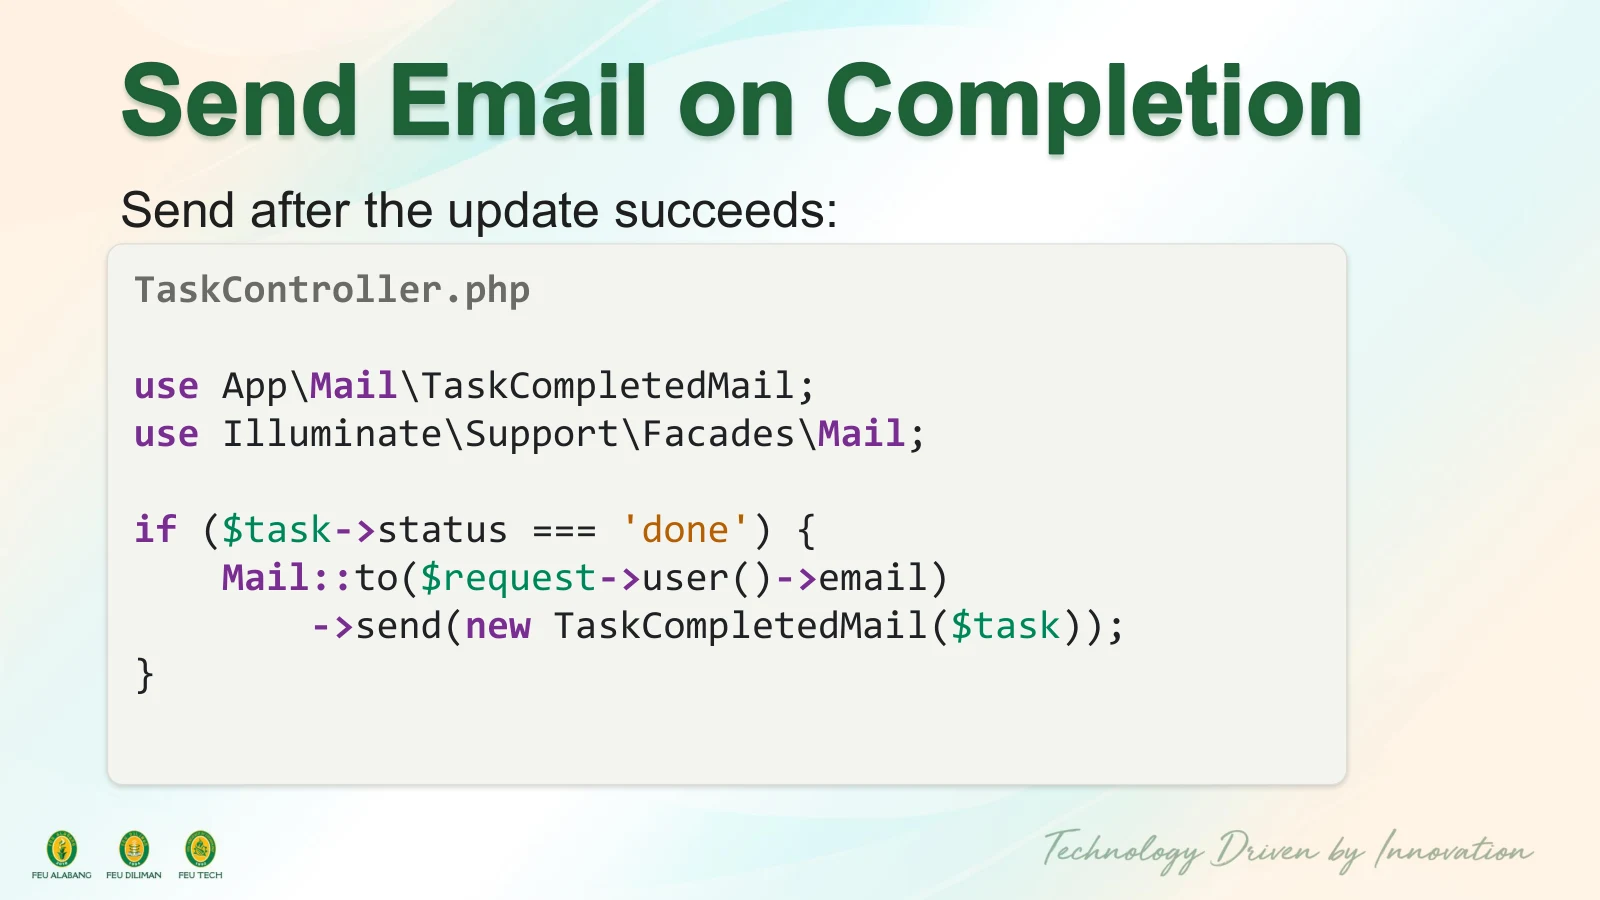 Send Email on Completion
Send after the update succeeds:
TaskController.php
use App\Mail\TaskCompletedMail;
use Illuminate\Support\Facades\Mail;
if ($task->status === 'done') {
    Mail::to($request->user()->email)
        ->send(new TaskCompletedMail($task));
}
FEU ALABANG
FEU DILIMAN
FEU TECH
Technology Driven by Innovation